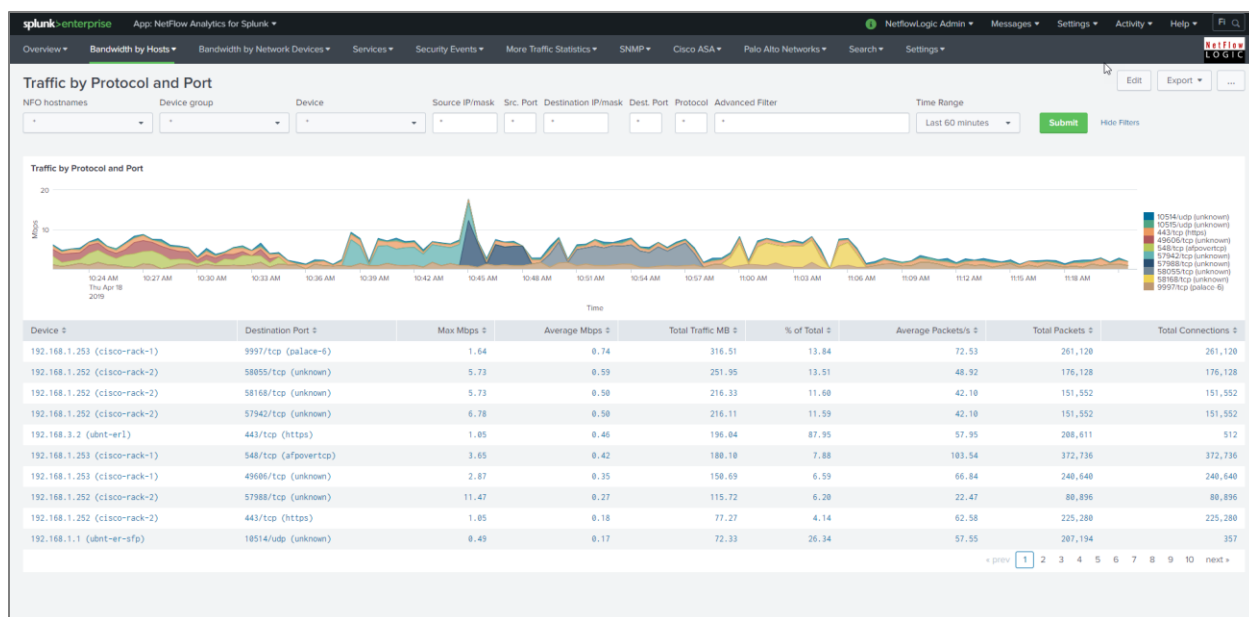 splunk>enterprise App: NetFlow Analytics for Splunk NetflowLogic Admin Messages Settings Activity Help Fi
Overview Bandwidth by Hosts Bandwidth by Network Devices Services Security Events More Traffic Statistics SNMP Cisco ASA Palo Alto Networks Search Settings NetFlow LOGIC
Traffic by Protocol and Port Edit Export ...
NFO hostnames Device group Device Source IP/mask Src. Port Destination IP/mask Dest. Port Protocol Advanced Filter Time Range
* * * * * * * * * Last 60 minutes Submit Hide Filters
Traffic by Protocol and Port
20
10
Mbps
10514/udp (unknown)
10515/udp (unknown)
443/tcp (https)
49606/tcp (unknown)
548/tcp (afpovertcp)
57942/tcp (unknown)
57988/tcp (unknown)
58055/tcp (unknown)
58168/tcp (unknown)
9997/tcp (palace-6)
10:24 AM 10:27 AM 10:30 AM 10:33 AM 10:36 AM 10:39 AM 10:42 AM 10:45 AM 10:48 AM 10:51 AM 10:54 AM 10:57 AM 11:00 AM 11:03 AM 11:06 AM 11:09 AM 11:12 AM 11:15 AM 11:18 AM
Thu Apr 18
2019
Time
Device Destination Port Max Mbps Average Mbps Total Traffic MB % of Total Average Packets/s Total Packets Total Connections
192.168.1.253 (cisco-rack-1) 9997/tcp (palace-6) 1.64 0.74 316.51 13.84 72.53 261,120 261,120
192.168.1.252 (cisco-rack-2) 58055/tcp (unknown) 5.73 0.59 251.95 13.51 48.92 176,128 176,128
192.168.1.252 (cisco-rack-2) 58168/tcp (unknown) 5.73 0.50 216.33 11.60 42.10 151,552 151,552
192.168.1.252 (cisco-rack-2) 57942/tcp (unknown) 6.78 0.50 216.11 11.59 42.10 151,552 151,552
192.168.3.2 (ubnt-erl) 443/tcp (https) 1.05 0.46 196.04 87.95 57.95 208,611 512
192.168.1.253 (cisco-rack-1) 548/tcp (afpovertcp) 3.65 0.42 180.10 7.88 103.54 372,736 372,736
192.168.1.253 (cisco-rack-1) 49606/tcp (unknown) 2.87 0.35 150.69 6.59 66.84 240,640 240,640
192.168.1.252 (cisco-rack-2) 57988/tcp (unknown) 11.47 0.27 115.72 6.20 22.47 80,896 80,896
192.168.1.252 (cisco-rack-2) 443/tcp (https) 1.05 0.18 77.27 4.14 62.58 225,280 225,280
192.168.1.1 (ubnt-er-sfp) 10514/udp (unknown) 0.49 0.17 72.33 26.34 57.55 207,194 357
« prev 1 2 3 4 5 6 7 8 9 10 next »